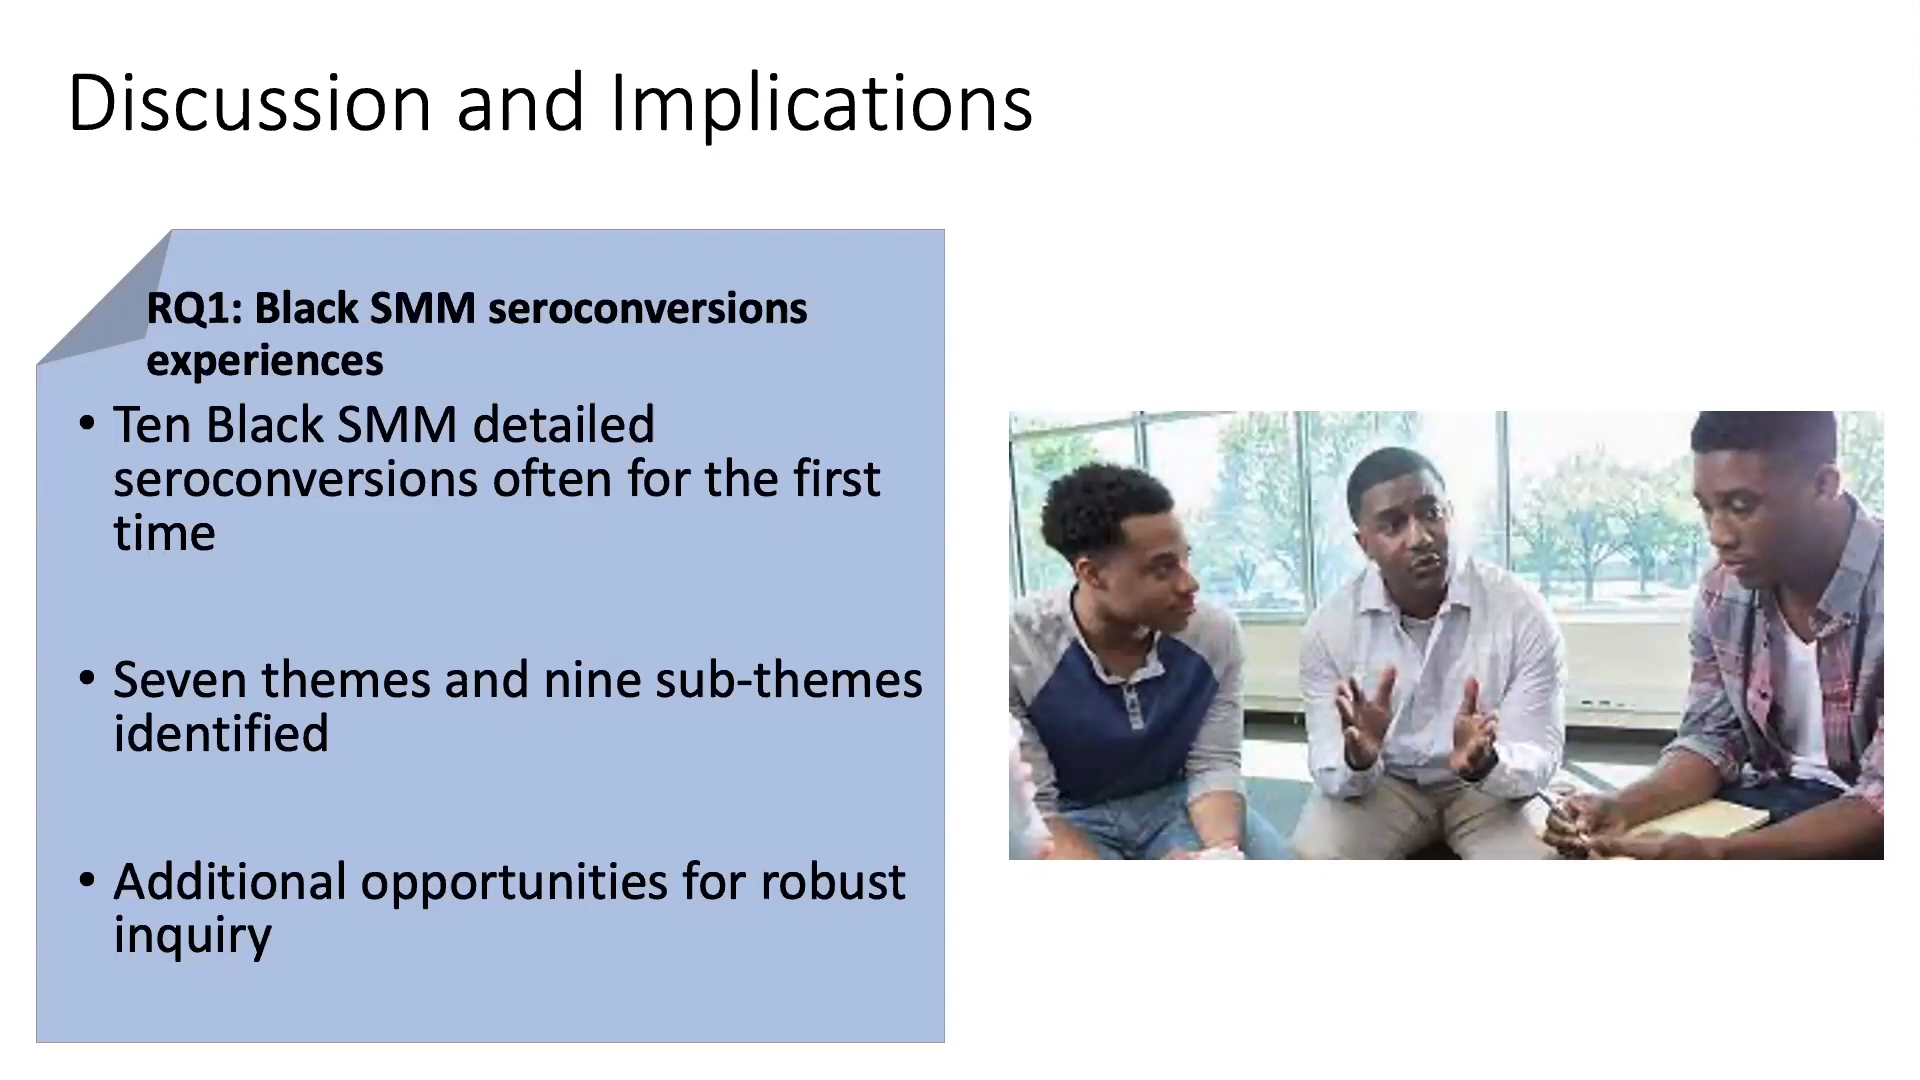 Discussion and Implications
RQ1: Black SMM seroconversions
experiences
• Ten Black SMM detailed
seroconversions often for the first
time
• Seven themes and nine sub-themes
identified
• Additional opportunities for robust
inquiry